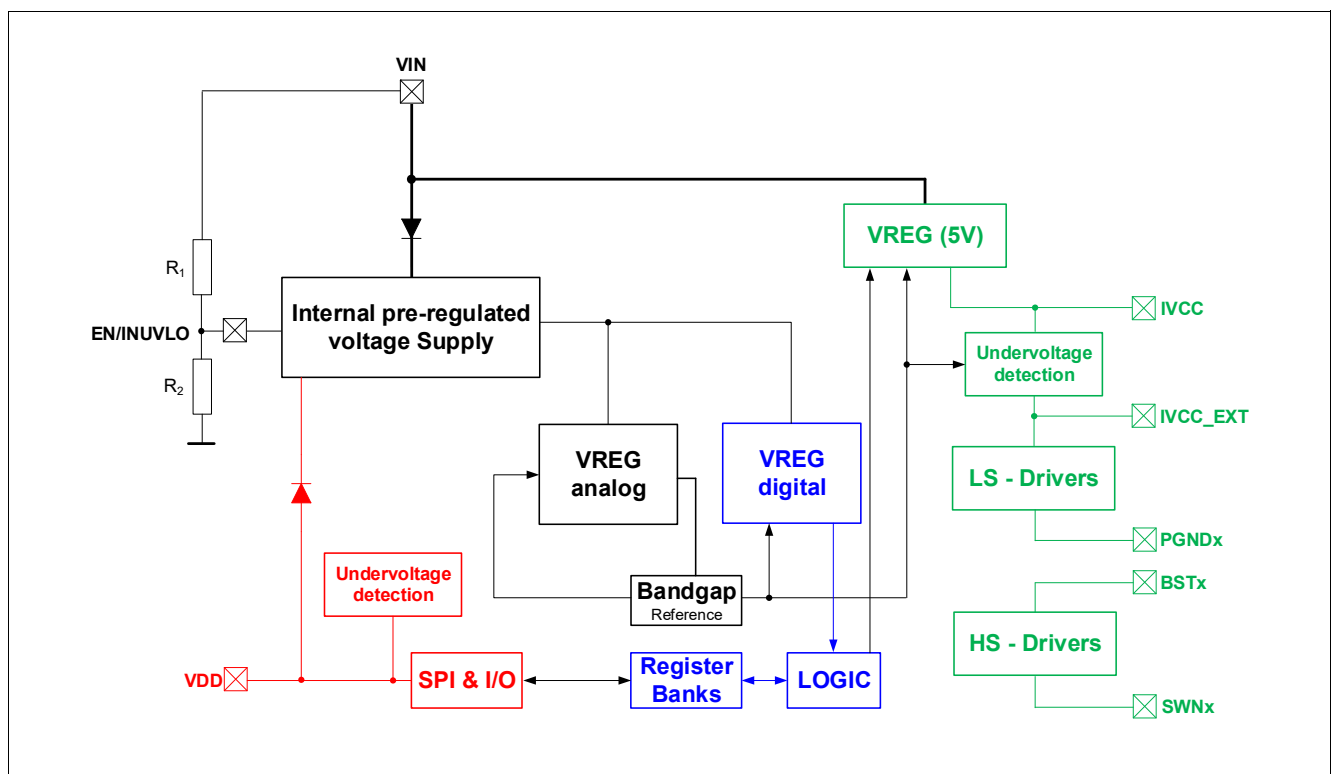 VIN
VREG (5V)
R1
Internal pre-regulated
voltage Supply
IVCC
EN/INUVLO
Undervoltage
detection
R2
IVCC_EXT
VREG
analog
VREG
digital
LS - Drivers
PGNDx
Undervoltage
detection
BSTx
Bandgap
Reference
HS - Drivers
VDD
SPI & I/O
Register
Banks
LOGIC
SWNx